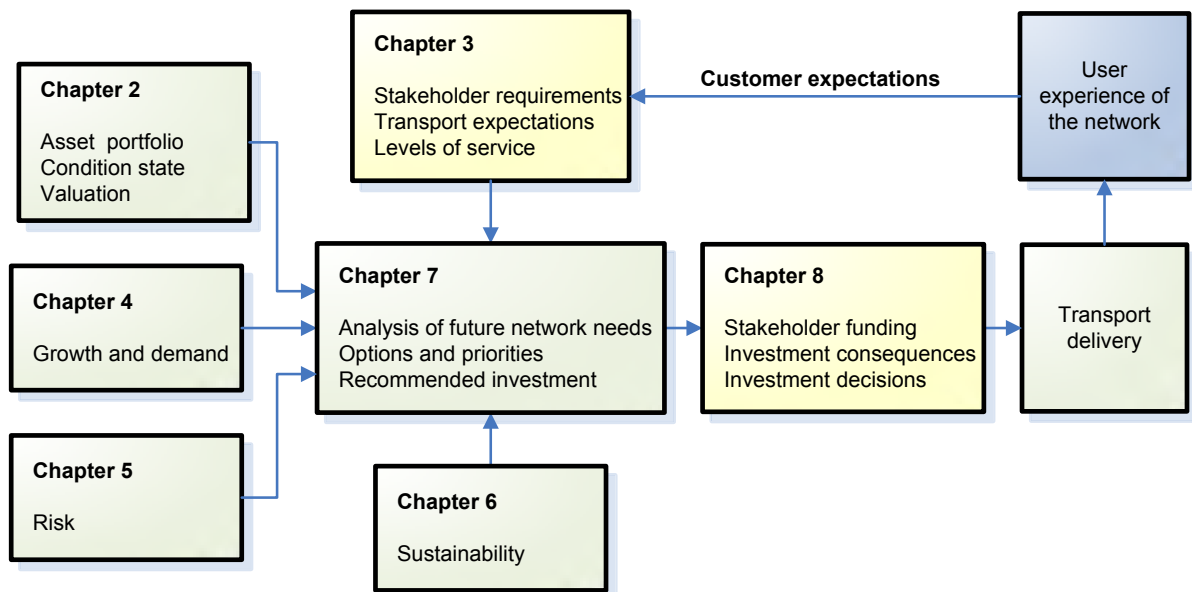 Chapter 2
Asset portfolio
Condition state
Valuation
Chapter 3
Stakeholder requirements
Transport expectations
Levels of service
Customer expectations
User
experience of
the network
Chapter 4
Growth and demand
Chapter 7
Analysis of future network needs
Options and priorities
Recommended investment
Chapter 8
Stakeholder funding
Investment consequences
Investment decisions
Transport
delivery
Chapter 5
Risk
Chapter 6
Sustainability